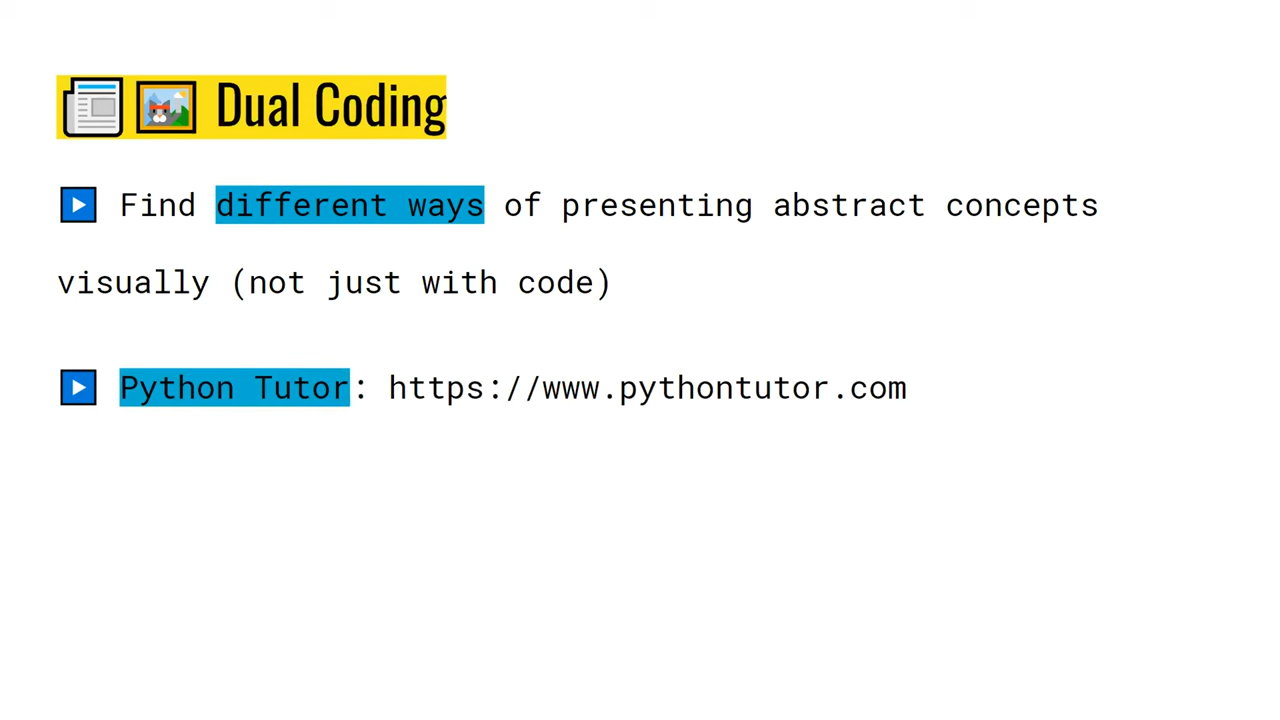 Dual Coding
Find different ways of presenting abstract concepts
visually (not just with code)
Python Tutor: https://www.pythontutor.com